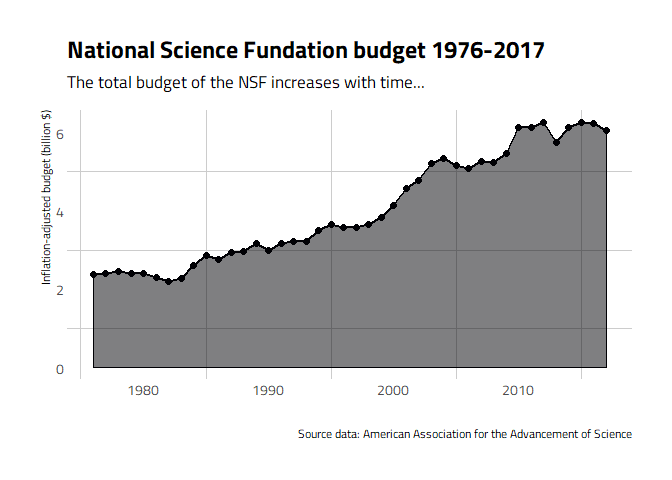 National Science Fundation budget 1976-2017
The total budget of the NSF increases with time...
Inflation-adjusted budget (billion $)
6
4
2
0
1980 1990 2000 2010
Source data: American Association for the Advancement of Science